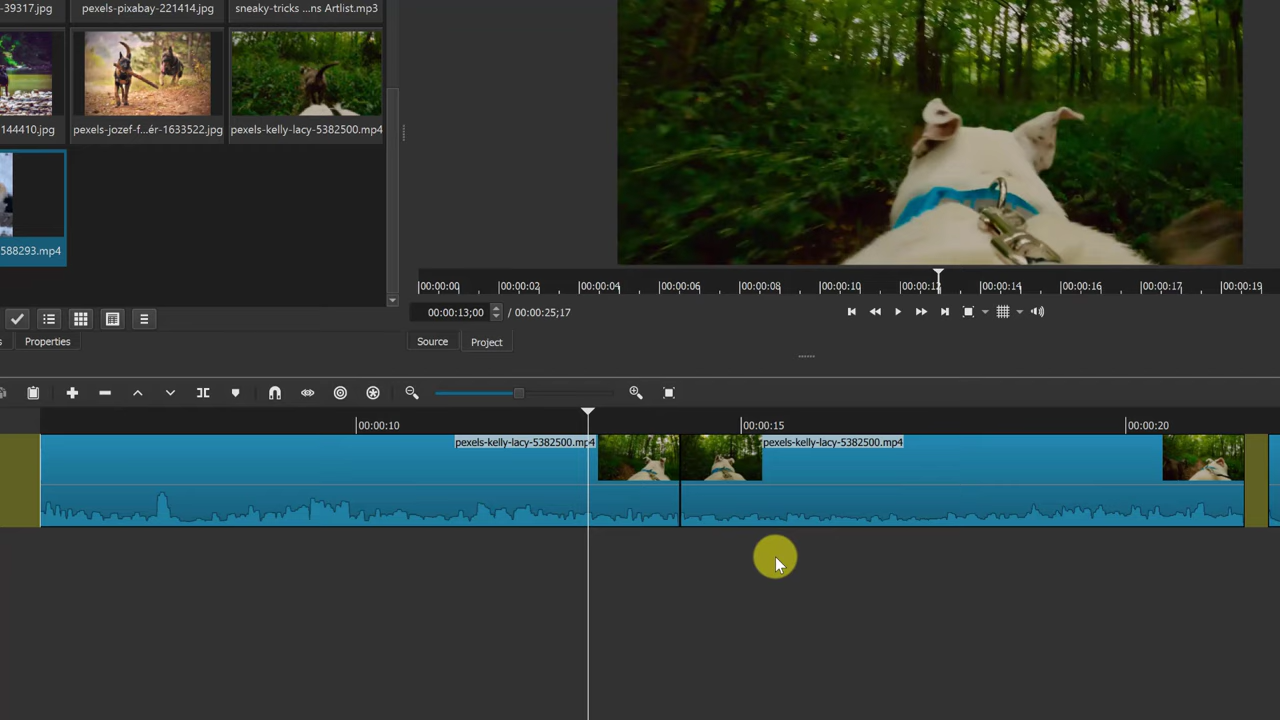 -39317.jpg
pexels-pixabay-221414.jpg
sneaky-tricks ...ns Artlist.mp3
144410.jpg
pexels-jozef-f...ér-1633522.jpg
pexels-kelly-lacy-5382500.mp4
588293.mp4
00:00:00
00:00:02
00:00:04
00:00:06
00:00:08
00:00:10
00:00:12
00:00:14
00:00:16
00:00:17
00:00:19
00:00:13;00
/ 00:00:25;17
s
Properties
Source
Project
00:00:10
00:00:15
00:00:20
pexels-kelly-lacy-5382500.mp4
pexels-kelly-lacy-5382500.mp4